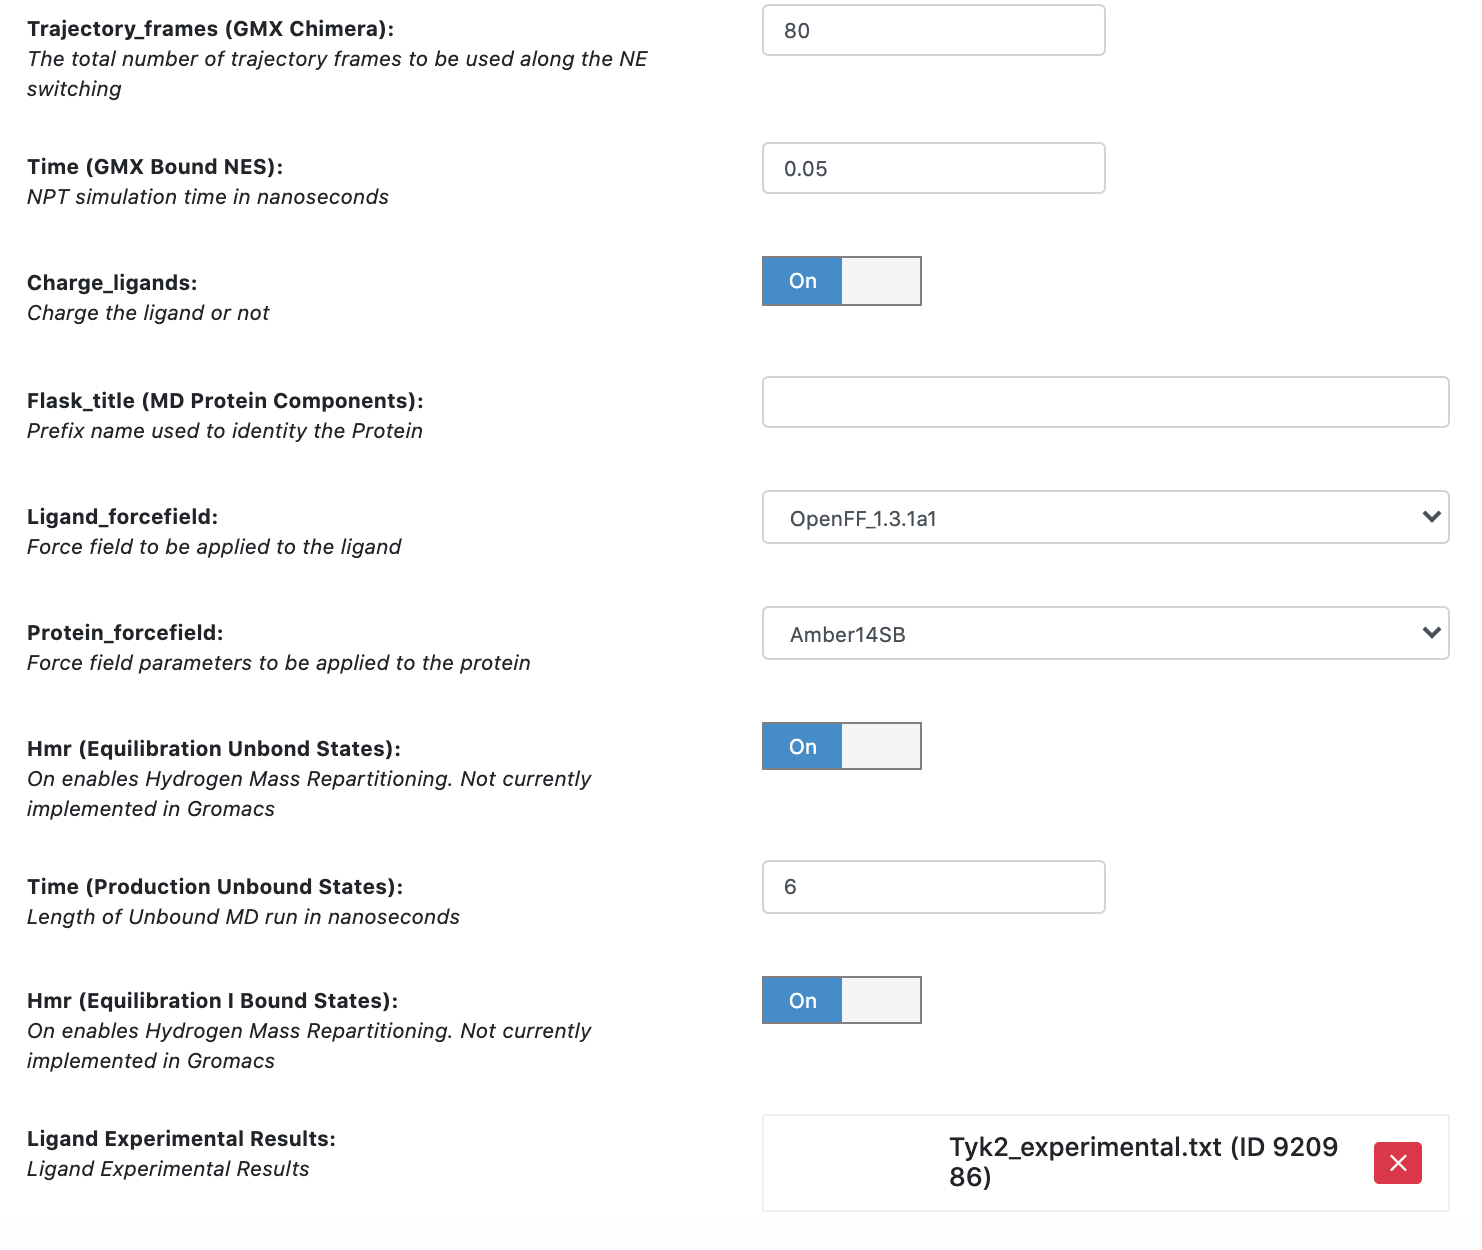 Trajectory_frames (GMX Chimera):
80
The total number of trajectory frames to be used along the NE
switching
Time (GMX Bound NES):
0.05
NPT simulation time in nanoseconds
Charge_ligands:
On
Charge the ligand or not
Flask_title (MD Protein Components):
Prefix name used to identity the Protein
Ligand_forcefield:
OpenFF_1.3.1a1
Force field to be applied to the ligand
Protein_forcefield:
Amber14SB
Force field parameters to be applied to the protein
Hmr (Equilibration Unbond States):
On
On enables Hydrogen Mass Repartitioning. Not currently
implemented in Gromacs
Time (Production Unbound States):
6
Length of Unbound MD run in nanoseconds
Hmr (Equilibration I Bound States):
On
On enables Hydrogen Mass Repartitioning. Not currently
implemented in Gromacs
Ligand Experimental Results:
Ligand Experimental Results
Tyk2_experimental.txt (ID 9209
86)